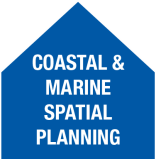 COASTAL &
MARINE
SPATIAL
PLANNING